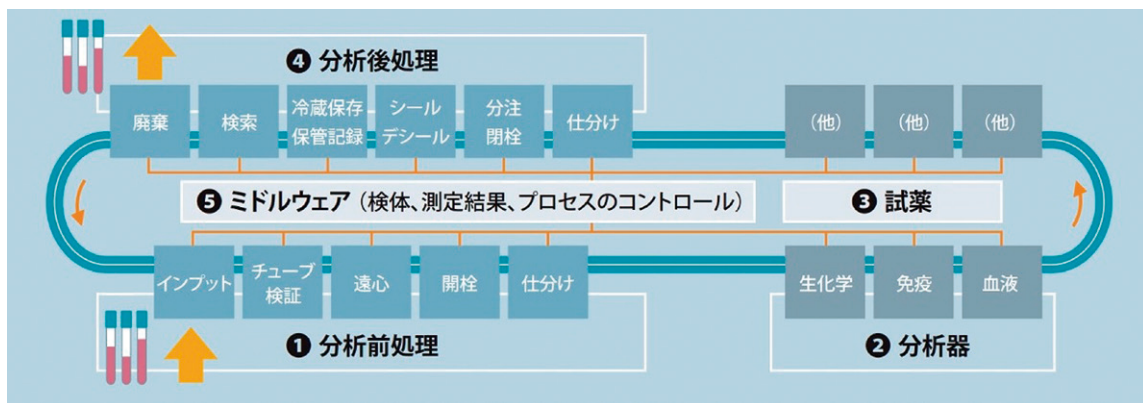 ❹ 分析後処理
廃棄
検索
冷蔵保存
保管記録
シール
デシール
分注
閉栓
仕分け
（他）
（他）
（他）
❺ ミドルウェア（検体、測定結果、プロセスのコントロール）
❸ 試薬
インプット
チューブ
検証
遠心
開栓
仕分け
生化学
免疫
血液
❶ 分析前処理
❷ 分析器